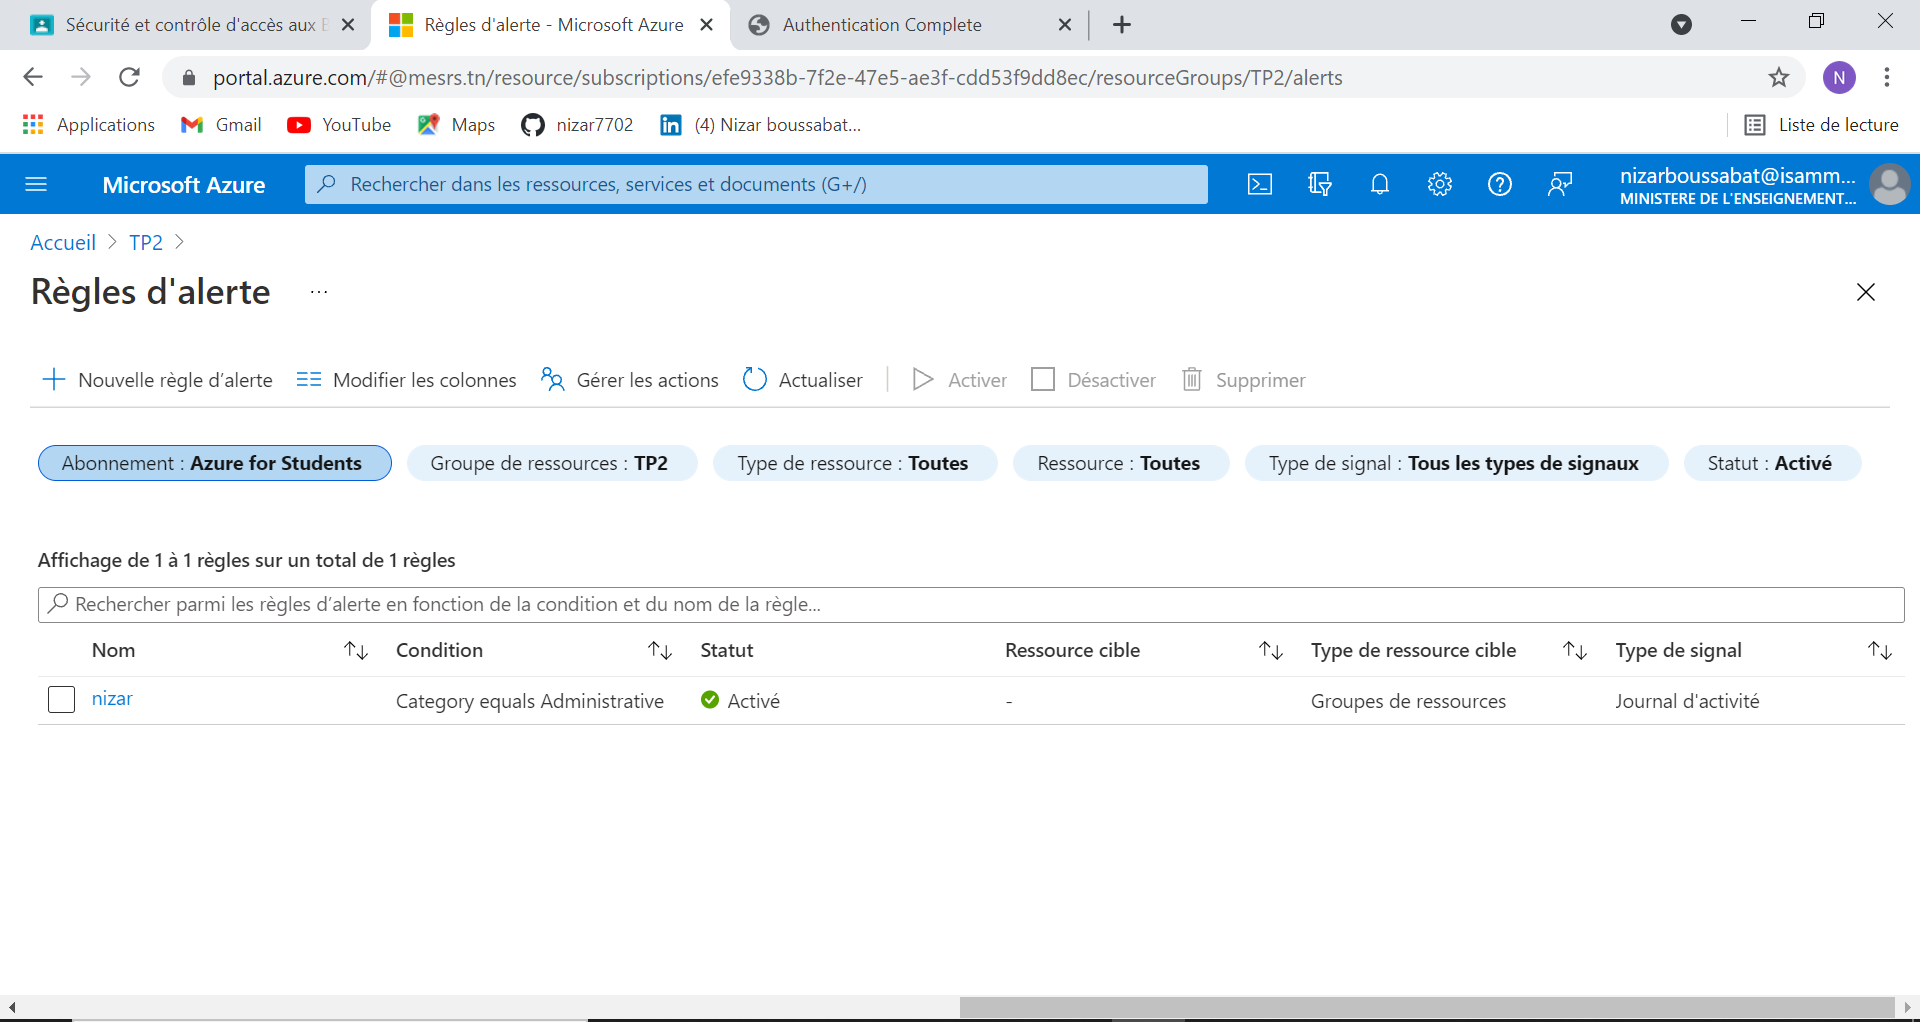 Sécurité et contrôle d'accès aux B
Règles d'alerte - Microsoft Azure
Authentication Complete
portal.azure.com/#@mesrs.tn/resource/subscriptions/efe9338b-7f2e-47e5-ae3f-cdd53f9dd8ec/resourceGroups/TP2/alerts
N
Applications
Gmail
YouTube
Maps
nizar7702
(4) Nizar boussabat...
Liste de lecture
Microsoft Azure
Rechercher dans les ressources, services et documents (G+/)
nizarboussabat@isamm...
MINISTERE DE L'ENSEIGNEMENT...
Accueil > TP2 >
Règles d'alerte ...
Nouvelle règle d’alerte
Modifier les colonnes
Gérer les actions
Actualiser
Activer
Désactiver
Supprimer
Abonnement : Azure for Students
Groupe de ressources : TP2
Type de ressource : Toutes
Ressource : Toutes
Type de signal : Tous les types de signaux
Statut : Activé
Affichage de 1 à 1 règles sur un total de 1 règles
Rechercher parmi les règles d’alerte en fonction de la condition et du nom de la règle...
Nom Condition Statut Ressource cible Type de ressource cible Type de signal
nizar Category equals Administrative Activé - Groupes de ressources Journal d'activité